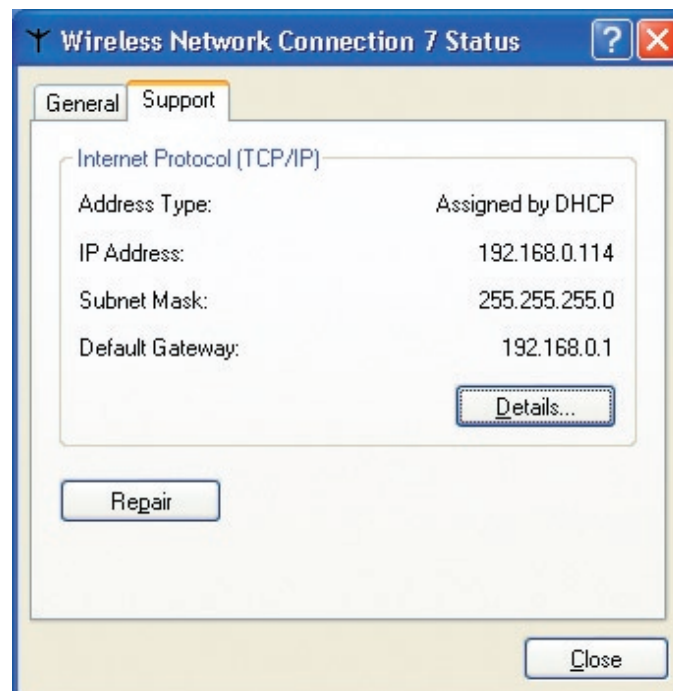 Wireless Network Connection 7 Status
General Support
Internet Protocol (TCP/IP)
Address Type: Assigned by DHCP
IP Address: 192.168.0.114
Subnet Mask: 255.255.255.0
Default Gateway: 192.168.0.1
Details...
Repair
Close